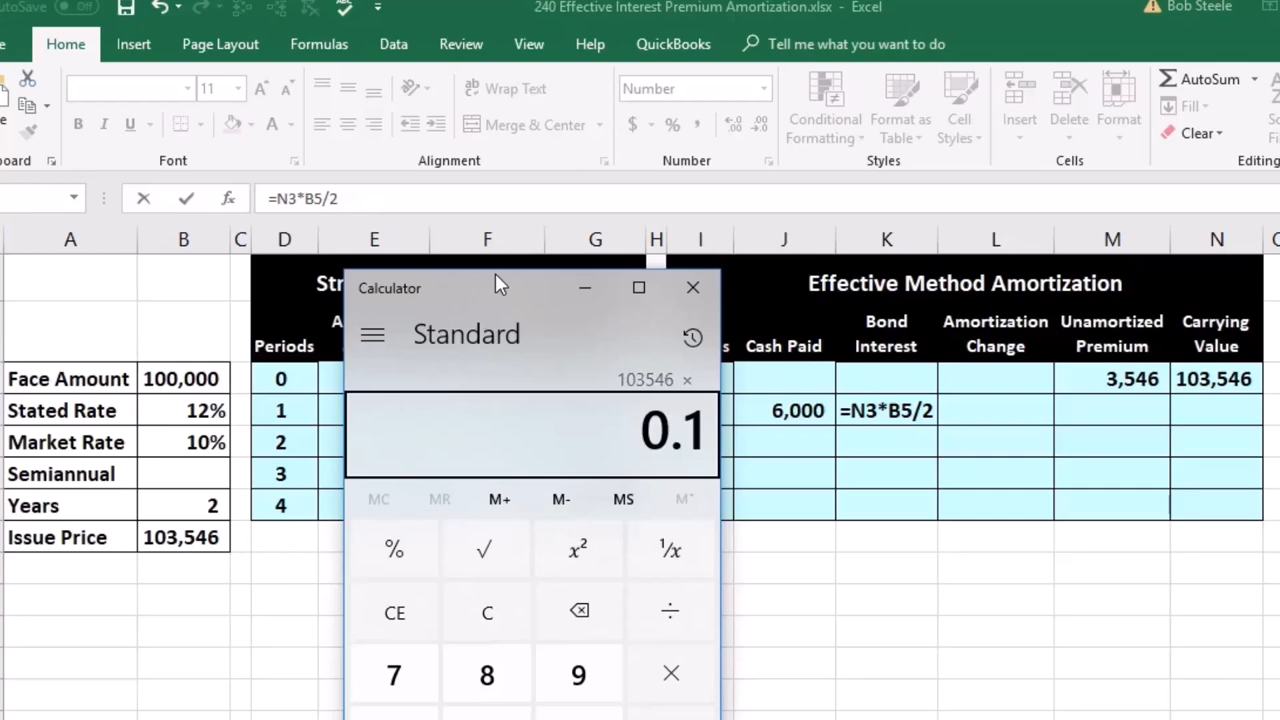 AutoSave Off 240 Effective Interest Premium Amortization.xlsx - Excel Bob Steele
Home Insert Page Layout Formulas Data Review View Help QuickBooks Tell me what you want to do
11 Wrap Text Number AutoSum
B I U A Merge & Center $ % Conditional Formatting Format as Table Cell Styles Insert Delete Format Fill Clear
Font Alignment Number Styles Cells Editing
fx =N3*B5/2
A B C D E F G H I J K L M N
Effective Method Amortization
Periods Cash Paid Bond Interest Amortization Change Unamortized Premium Carrying Value
Face Amount 100,000 0 3,546 103,546
Stated Rate 12% 1 6,000 =N3*B5/2
Market Rate 10% 2
Semiannual 3
Years 2 4
Issue Price 103,546
Calculator
Standard
103546 ×
0.1
MC MR M+ M- MS
% √ x² ¹/x
CE C ÷
7 8 9 ×